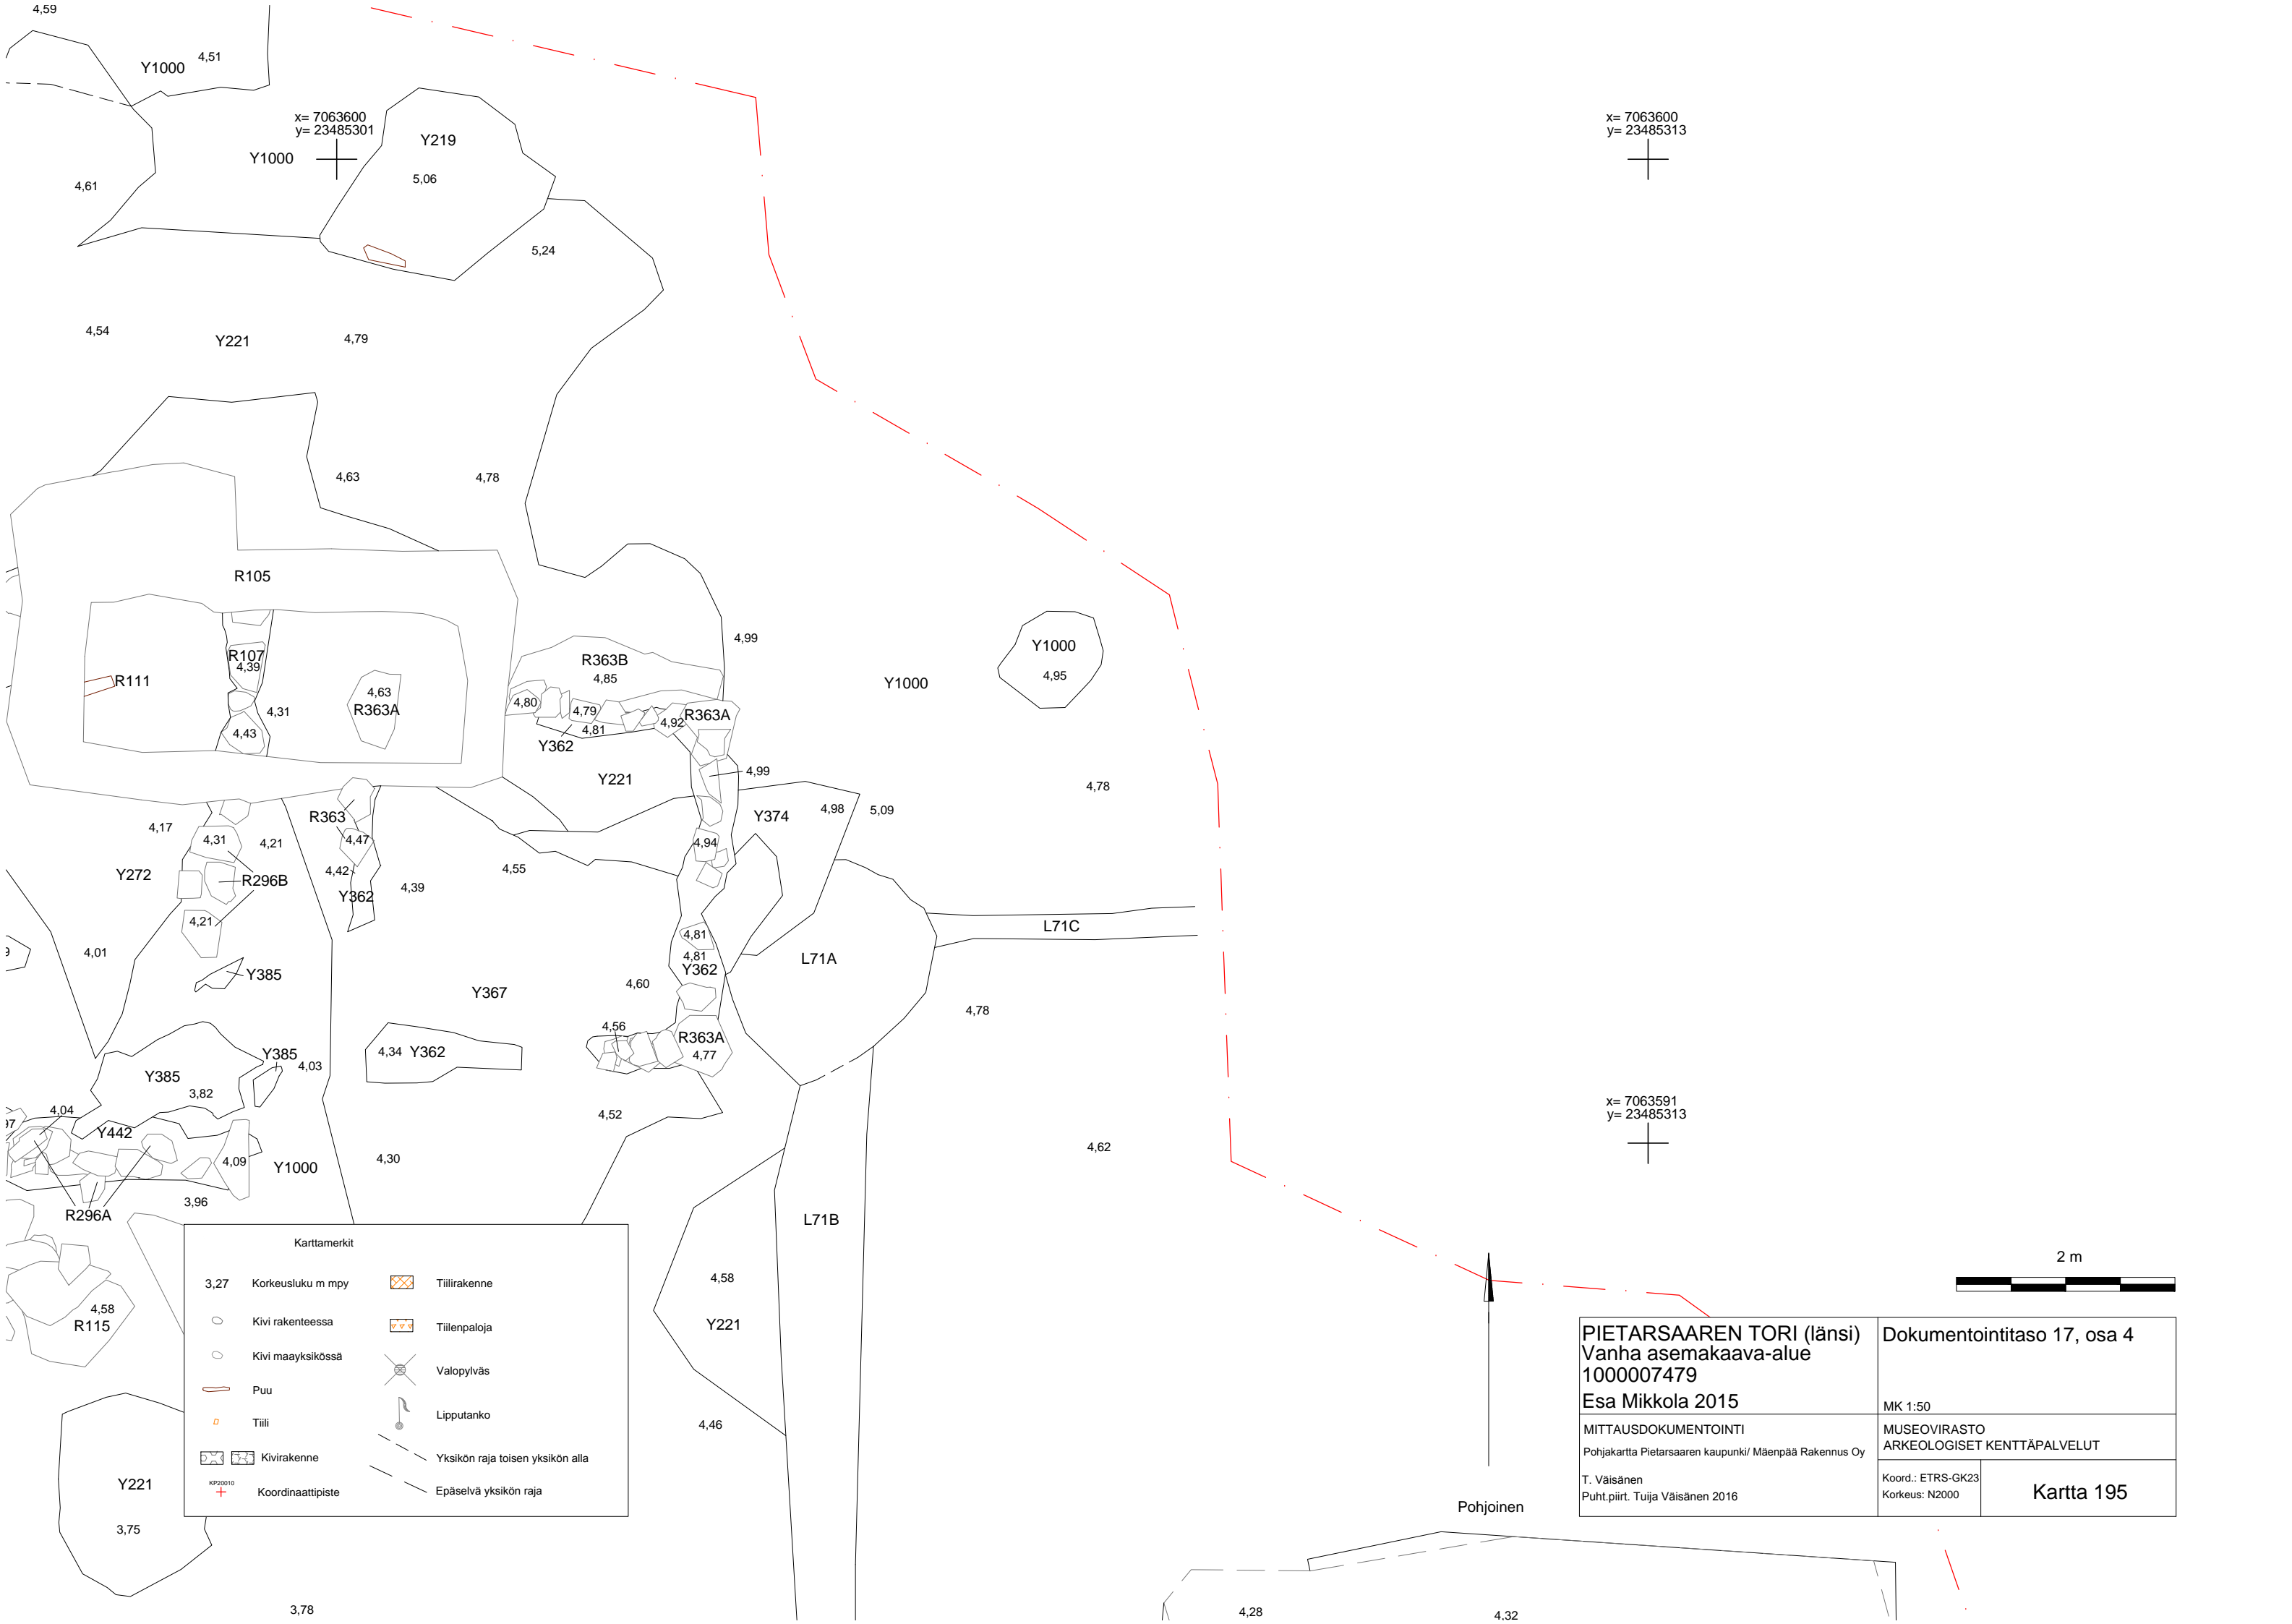 4,59
4,51
Y1000
x= 7063600
y= 23485301
x= 7063600
y= 23485313
Y219
Y1000
5,06
4,61
5,24
4,54
Y221
4,79
4,63
4,78
R105
4,99
Y1000
4,95
R107
4,39
R363B
4,85
R111
4,63
R363A
4,31
4,43
4,80
4,79
4,81
4,92
R363A
Y1000
Y362
Y221
4,99
4,78
R363
Y374
4,98
5,09
4,17
4,31
4,21
4,47
4,94
Y272
R296B
4,42
Y362
4,39
4,55
4,21
L71C
4,81
4,81
Y362
L71A
4,01
Y385
Y367
4,60
4,78
4,56
R363A
4,77
Y385
4,03
4,34
Y362
Y385
3,82
4,04
Y442
4,52
x= 7063591
y= 23485313
4,09
Y1000
4,30
4,62
3,96
R296A
L71B
4,58
R115
4,58
Y221
4,46
Y221
3,75
3,78
4,28
4,32
Karttamerkit
3,27 Korkeusluku m mpy
Kivi rakenteessa
Kivi maayksikössä
Puu
Tiili
Kivirakenne
KP20010
Koordinaattipiste
Tiilirakenne
Tiilenpaloja
Valopylväs
Lipputanko
Yksikön raja toisen yksikön alla
Epäselvä yksikön raja
Pohjoinen
2 m
PIETARSAAREN TORI (länsi)
Vanha asemakaava-alue
1000007479
Esa Mikkola 2015
Dokumentointitaso 17, osa 4
MK 1:50
MITTAUSDOKUMENTOINTI
Pohjakartta Pietarsaaren kaupunki/ Mäenpää Rakennus Oy
T. Väisänen
Puht.piirt. Tuija Väisänen 2016
MUSEOVIRASTO
ARKEOLOGISET KENTTÄPALVELUT
Koord.: ETRS-GK23
Korkeus: N2000
Kartta 195